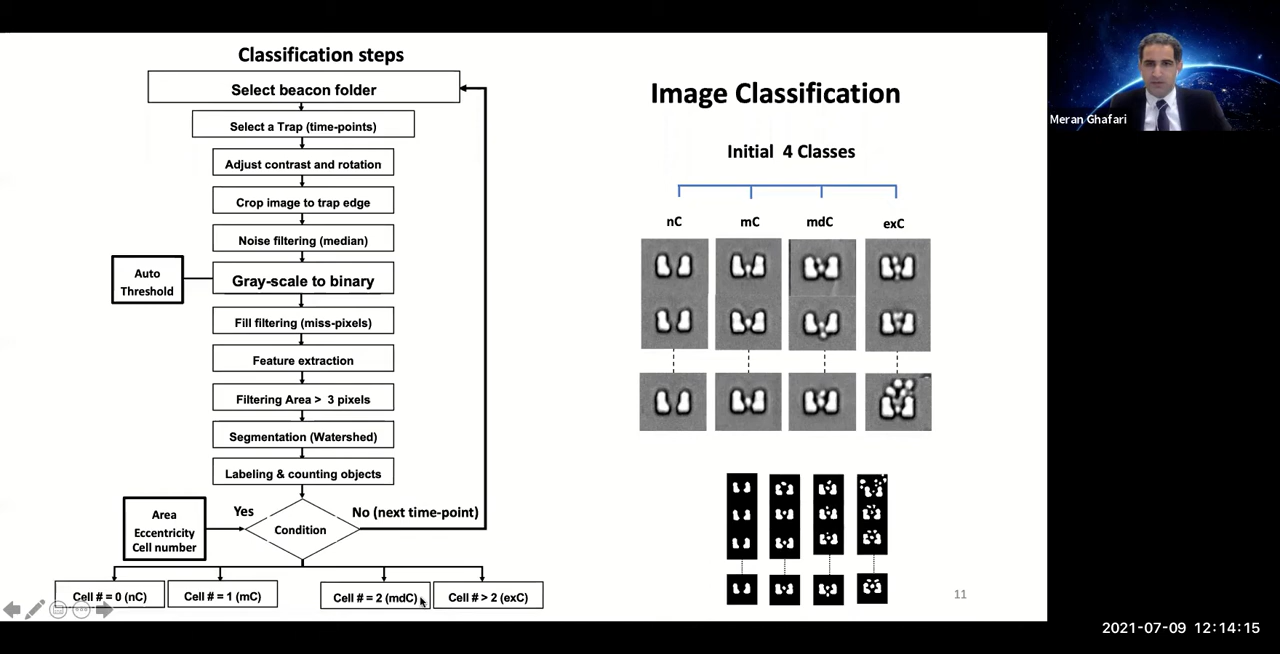 Classification steps
Select beacon folder
Select a Trap (time-points)
Adjust contrast and rotation
Crop image to trap edge
Noise filtering (median)
Auto
Threshold
Gray-scale to binary
Fill filtering (miss-pixels)
Feature extraction
Filtering Area > 3 pixels
Segmentation (Watershed)
Labeling & counting objects
Area
Eccentricity
Cell number
Yes
Condition
No (next time-point)
Cell # = 0 (nC)
Cell # = 1 (mC)
Cell # = 2 (mdC)
Cell # > 2 (exC)
Image Classification
Initial 4 Classes
nC
mC
mdC
exC
11
Meran Ghafari
2021-07-09 12:14:15